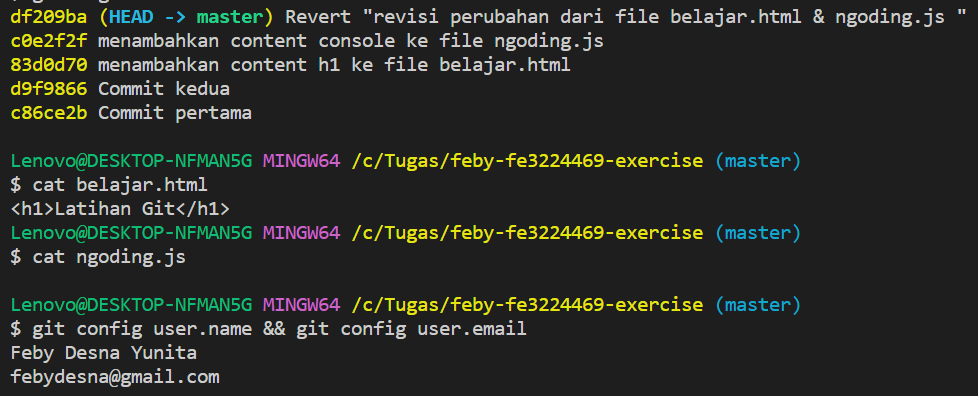 df209ba (HEAD -> master) Revert "revisi perubahan dari file belajar.html & ngoding.js "
c0e2f2f menambahkan content console ke file ngoding.js
83d0d70 menambahkan content h1 ke file belajar.html
d9f9866 Commit kedua
c86ce2b Commit pertama
Lenovo@DESKTOP-NFMAN5G MINGW64 /c/Tugas/feby-fe3224469-exercise (master)
$ cat belajar.html
<h1>Latihan Git</h1>
Lenovo@DESKTOP-NFMAN5G MINGW64 /c/Tugas/feby-fe3224469-exercise (master)
$ cat ngoding.js
Lenovo@DESKTOP-NFMAN5G MINGW64 /c/Tugas/feby-fe3224469-exercise (master)
$ git config user.name && git config user.email
Feby Desna Yunita
febydesna@gmail.com